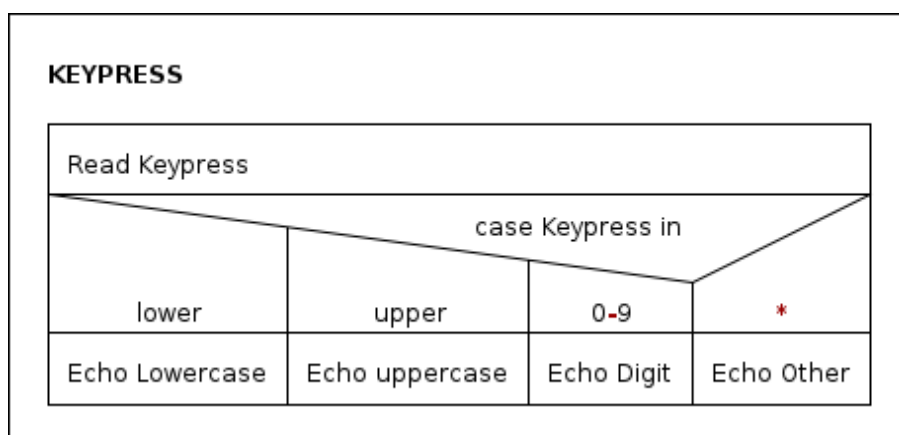 KEYPRESS
Read Keypress
case Keypress in
lower
upper
0-9
*
Echo Lowercase
Echo uppercase
Echo Digit
Echo Other